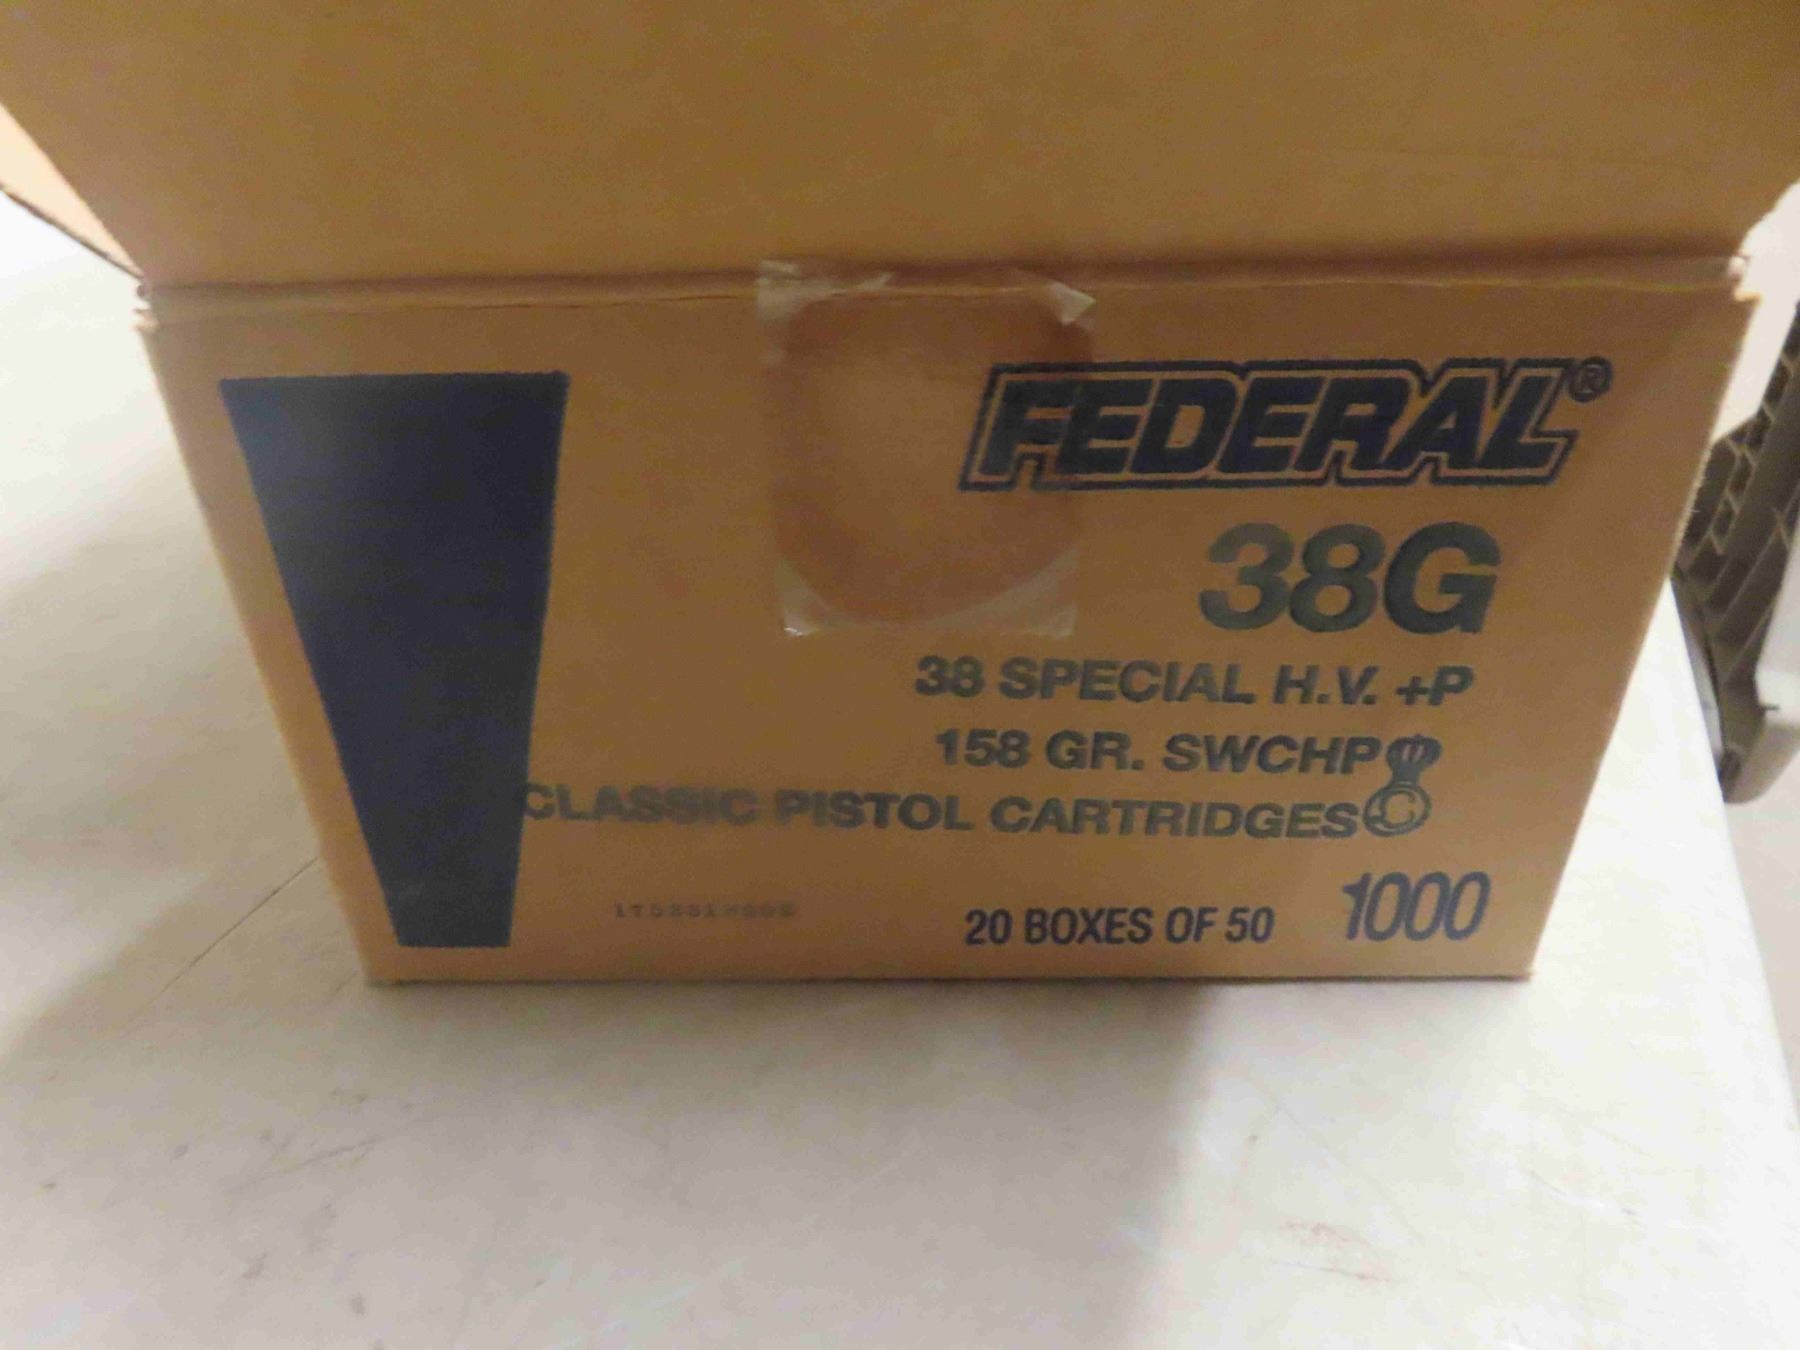 FEDERAL®
38G
38 SPECIAL H.V. +P
158 GR. SWCHP
CLASSIC PISTOL CARTRIDGES
20 BOXES OF 50 1000